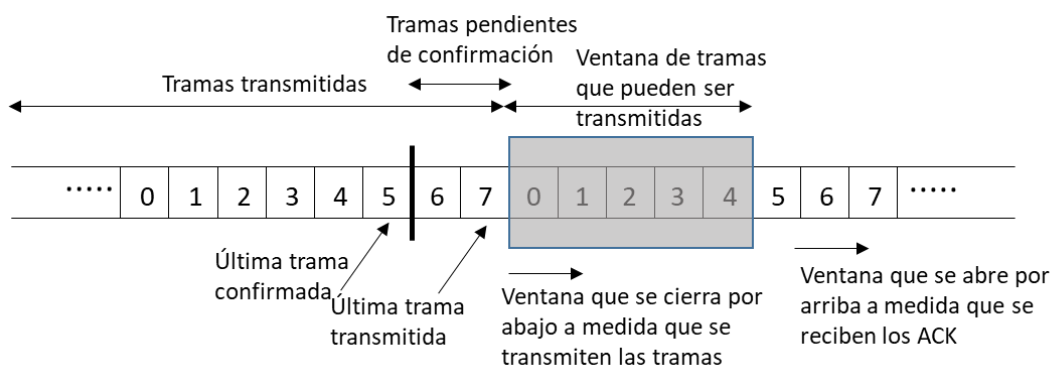 Tramas pendientes
de confirmación
Ventana de tramas
que pueden ser
transmitidas
Tramas transmitidas
..... 0 1 2 3 4 5 6 7 0 1 2 3 4 5 6 7 .....
Última trama
confirmada
Última trama
transmitida
Ventana que se cierra por
abajo a medida que se
transmiten las tramas
Ventana que se abre por
arriba a medida que se
reciben los ACK